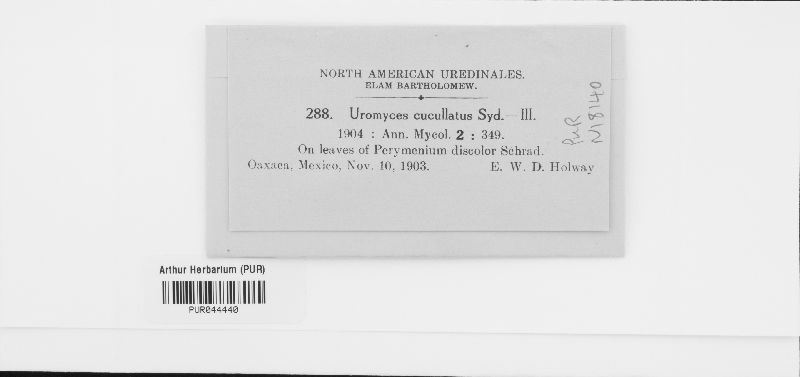 NORTH AMERICAN UREDINALES.
ELAM BARTHOLOMEW.
288. Uromyces cucullatus Syd.—III.
1904 : Ann. Mycol. 2 : 349.
On leaves of Perymenium discolor Schrad.
Oaxaca, Mexico, Nov. 10, 1903. E. W. D. Holway
PUR
N18140
Arthur Herbarium (PUR)
PUR044440